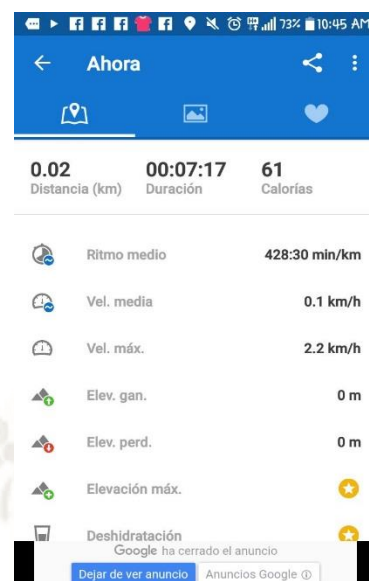 73% 10:45 AM
Ahora
0.02 00:07:17 61
Distancia (km) Duración Calorías
Ritmo medio 428:30 min/km
Vel. media 0.1 km/h
Vel. máx. 2.2 km/h
Elev. gan. 0 m
Elev. perd. 0 m
Elevación máx.
Deshidratación
Google ha cerrado el anuncio
Dejar de ver anuncio Anuncios Google